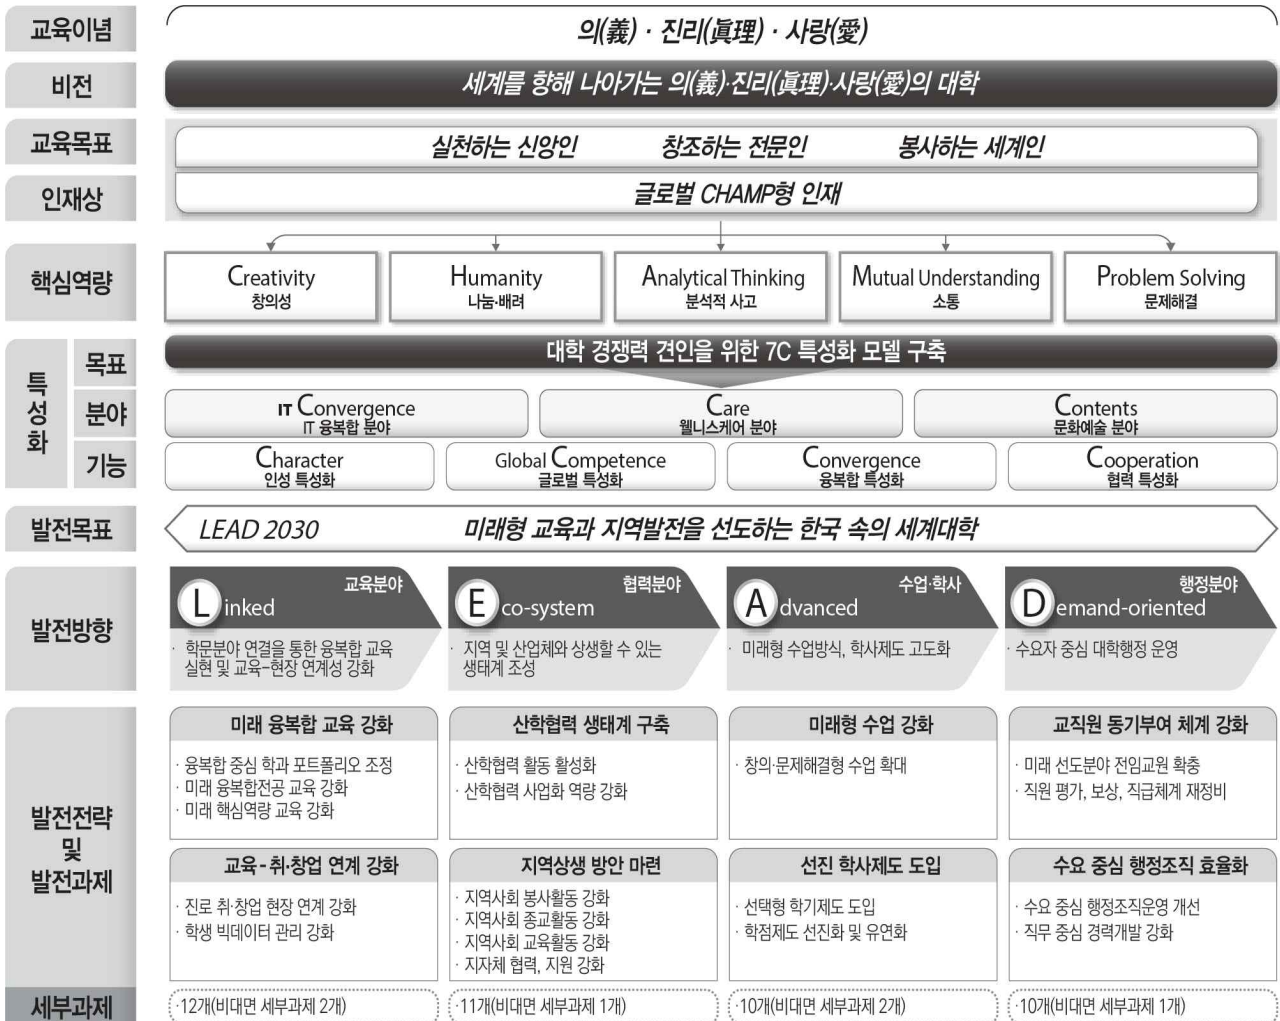 교육이념
의(義) · 진리(眞理) · 사랑(愛)
비전
세계를 향해 나아가는 의(義)·진리(眞理)·사랑(愛)의 대학
교육목표
실천하는 신앙인 창조하는 전문인 봉사하는 세계인
인재상
글로벌 CHAMP형 인재
핵심역량
Creativity
창의성
Humanity
나눔·배려
Analytical Thinking
분석적 사고
Mutual Understanding
소통
Problem Solving
문제해결
특성화
목표
대학 경쟁력 견인을 위한 7C 특성화 모델 구축
분야
IT Convergence
IT 융복합 분야
Care
웰니스케어 분야
Contents
문화예술 분야
기능
Character
인성 특성화
Global Competence
글로벌 특성화
Convergence
융복합 특성화
Cooperation
협력 특성화
발전목표
LEAD 2030 미래형 교육과 지역발전을 선도하는 한국 속의 세계대학
발전방향
교육분야
Linked
· 학문분야 연결을 통한 융복합 교육
실현 및 교육-현장 연계성 강화
협력분야
Eco-system
· 지역 및 산업체와 상생할 수 있는
생태계 조성
수업·학사
Advanced
· 미래형 수업방식, 학사제도 고도화
행정분야
Demand-oriented
· 수요자 중심 대학행정 운영
발전전략
및
발전과제
미래 융복합 교육 강화
· 융복합 중심 학과 포트폴리오 조정
· 미래 융복합전공 교육 강화
· 미래 핵심역량 교육 강화
산학협력 생태계 구축
· 산학협력 활동 활성화
· 산학협력 사업화 역량 강화
미래형 수업 강화
· 창의·문제해결형 수업 확대
교직원 동기부여 체계 강화
· 미래 선도분야 전임교원 확충
· 직원 평가, 보상, 직급체계 재정비
교육-취·창업 연계 강화
· 진로 취·창업 현장 연계 강화
· 학생 빅데이터 관리 강화
지역상생 방안 마련
· 지역사회 봉사활동 강화
· 지역사회 종교활동 강화
· 지역사회 교육활동 강화
· 지자체 협력, 지원 강화
선진 학사제도 도입
· 선택형 학기제도 도입
· 학점제도 선진화 및 유연화
수요 중심 행정조직 효율화
· 수요 중심 행정조직운영 개선
· 직무 중심 경력개발 강화
세부과제
·12개(비대면 세부과제 2개)
·11개(비대면 세부과제 1개)
·10개(비대면 세부과제 2개)
·10개(비대면 세부과제 1개)